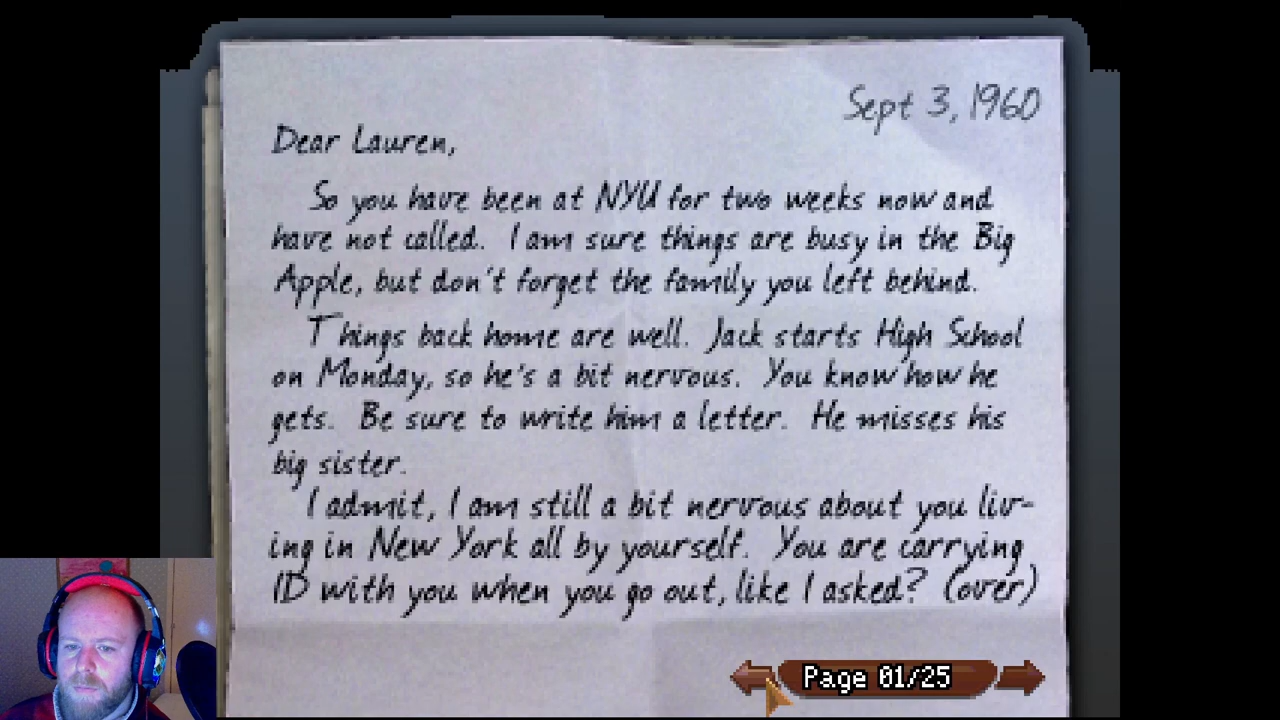 Sept 3, 1960
Dear Lauren,
So you have been at NYU for two weeks now and
have not called. I am sure things are busy in the Big
Apple, but don't forget the family you left behind.
Things back home are well. Jack starts High School
on Monday, so he's a bit nervous. You know how he
gets. Be sure to write him a letter. He misses his
big sister.
I admit, I am still a bit nervous about you liv-
ing in New York all by yourself. You are carrying
ID with you when you go out, like I asked? (over)
Page 01/25